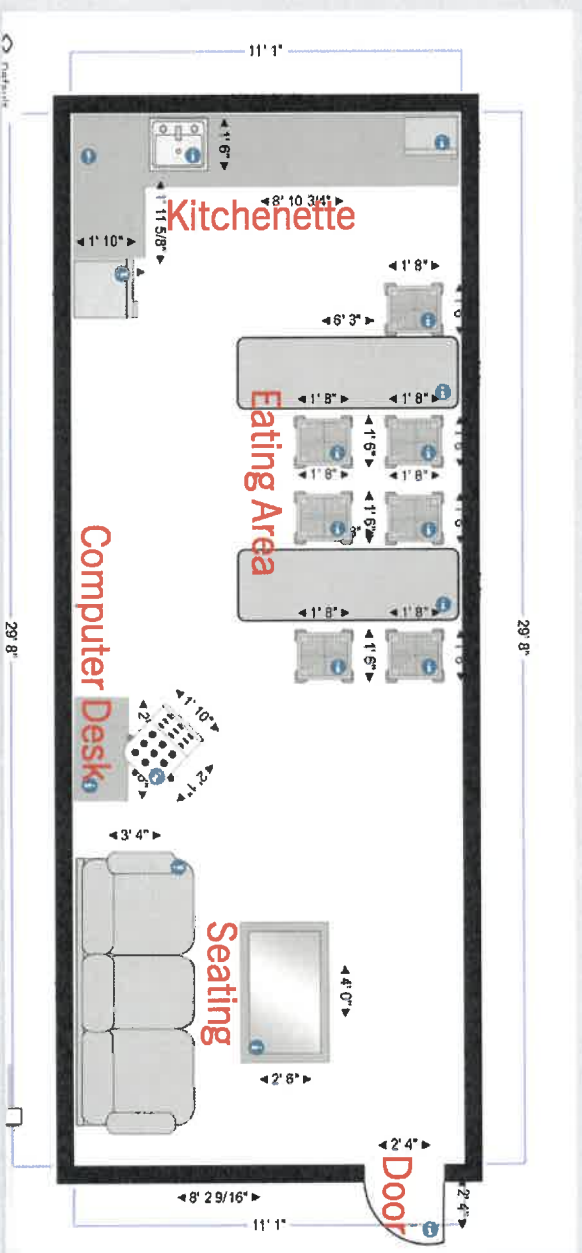 Default
11' 1"
1' 6"
8' 10 3/4"
Kitchenette
1' 11 5/8"
1' 10"
1' 8"
6' 3"
1' 8"
1' 8"
Eating Area
1' 6"
1' 8"
1' 8"
1' 6"
29' 8"
29' 8"
1' 8"
1' 8"
1' 6"
Computer Desk
1' 10"
2' 1"
3' 4"
Seating
4' 0"
2' 6"
2' 4"
Door
2' 4"
8' 2 9/16"
11' 1"